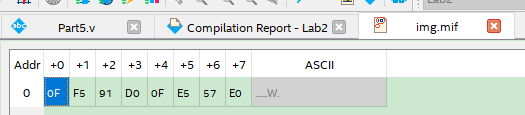 Lab2
Part5.v Compilation Report - Lab2 img.mif
Addr +0 +1 +2 +3 +4 +5 +6 +7 ASCII
0 0F F5 91 D0 0F E5 57 E0 ......W.